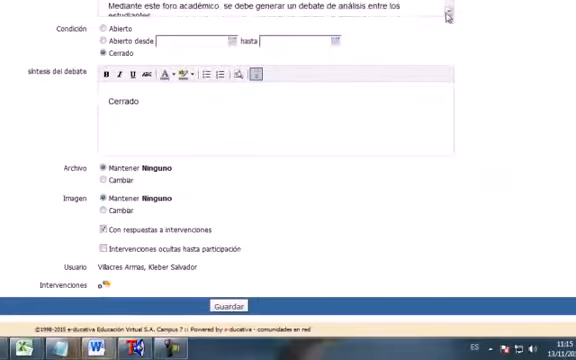 Mediante este foro académico se debe generar un debate de análisis entre los
estudiantes
Condición
Abierto
Abierto desde hasta
Cerrado
síntesis del debate
B I U ABC A ab
Cerrado
Archivo Mantener Ninguno
Cambiar
Imagen Mantener Ninguno
Cambiar
Con respuestas a intervenciones
Intervenciones ocultas hasta participación
Usuario Villacres Armas, Kleber Salvador
Intervenciones 0
Guardar
©1998-2015 e-ducativa Educación Virtual S.A. Campus 7 :: Powered by e-ducativa - comunidades en red
ES
11:15